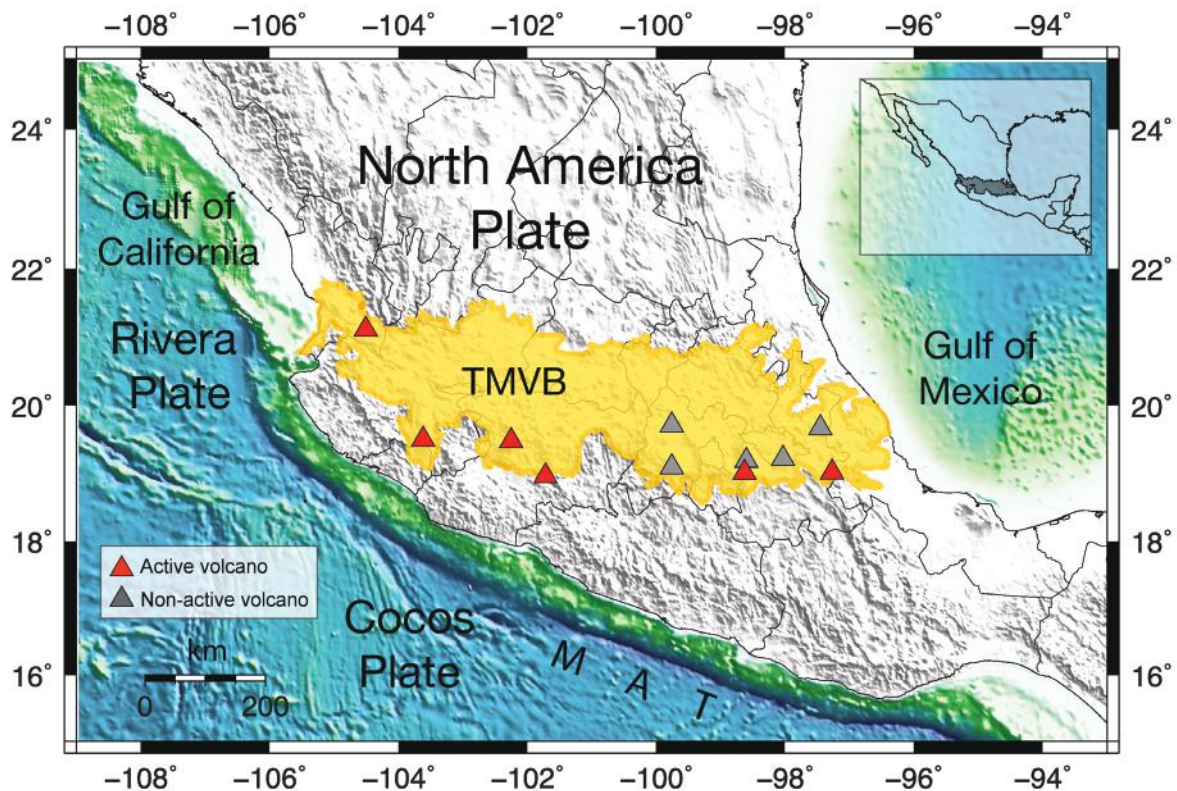 −108° −106° −104° −102° −100° −98° −96° −94°
24° 24°
North America
Plate
Gulf of
California
22° 22°
Rivera
Plate
Gulf of
Mexico
TMVB
20° 20°
18° 18°
Active volcano
Non-active volcano
Cocos
Plate
M A T
km
0 200
16° 16°
−108° −106° −104° −102° −100° −98° −96° −94°